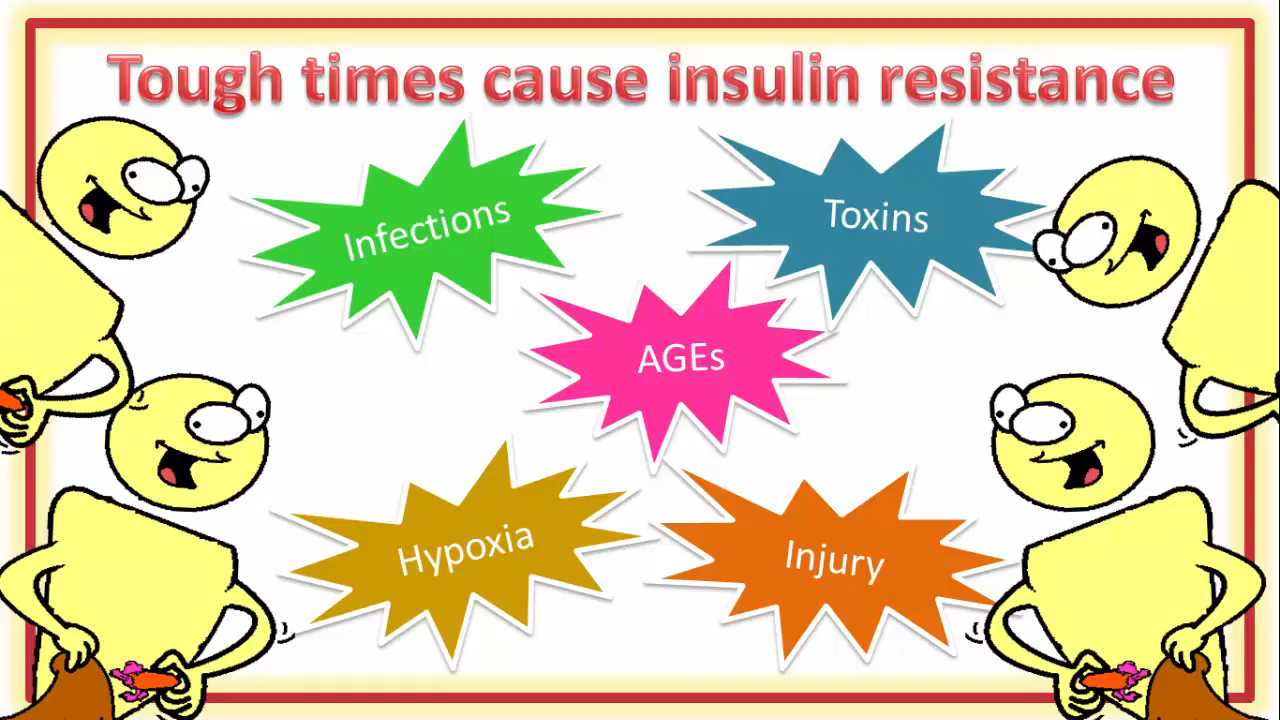 Tough times cause insulin resistance
Infections
Toxins
AGEs
Hypoxia
Injury